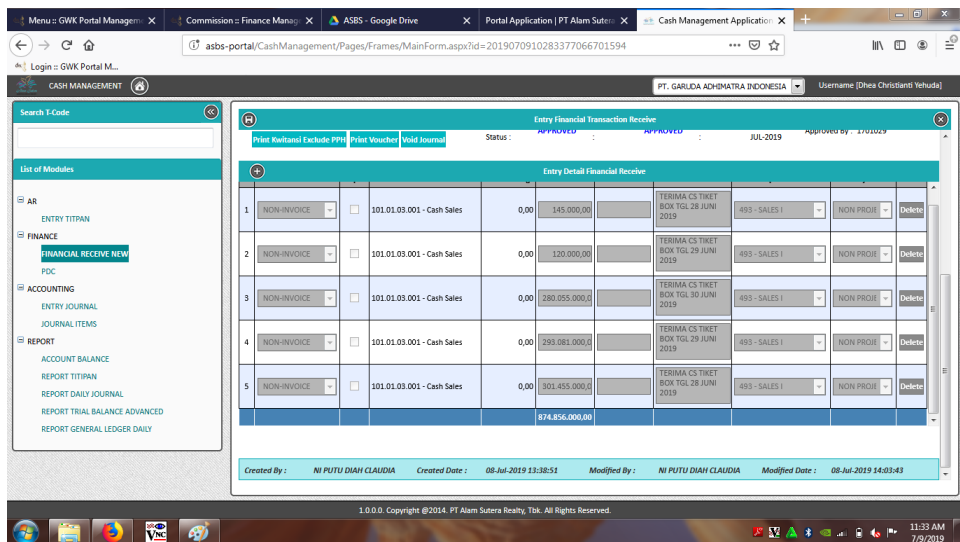 Menu :: GWK Portal Manageme
Commission :: Finance Manage
ASBS - Google Drive
Portal Application | PT Alam Sutera
Cash Management Application
asbs-portal/CashManagement/Pages/Frames/MainForm.aspx?id=20190709102833770667015​94
Login :: GWK Portal M...
CASH MANAGEMENT
PT. GARUDA ADHIMATRA INDONESIA
Username [Dhea Christianti Yehuda]
Search T-Code
List of Modules
AR
ENTRY TITPAN
FINANCE
FINANCIAL RECEIVE NEW
PDC
ACCOUNTING
ENTRY JOURNAL
JOURNAL ITEMS
REPORT
ACCOUNT BALANCE
REPORT TITIPAN
REPORT DAILY JOURNAL
REPORT TRIAL BALANCE ADVANCED
REPORT GENERAL LEDGER DAILY
Entry Financial Transaction Receive
Print Kwitansi Exclude PPH Print Voucher Void Journal
Status : APPROVED : APPROVED : JUL-2019 Approved By : 1701029
Entry Detail Financial Receive
1 NON-INVOICE 101.01.03.001 - Cash Sales 0,00 145.000,00 TERIMA CS TIKET BOX TGL 28 JUNI 2019 493 - SALES I NON PROJE Delete
2 NON-INVOICE 101.01.03.001 - Cash Sales 0,00 120.000,00 TERIMA CS TIKET BOX TGL 29 JUNI 2019 493 - SALES I NON PROJE Delete
3 NON-INVOICE 101.01.03.001 - Cash Sales 0,00 280.055.000,0 TERIMA CS TIKET BOX TGL 30 JUNI 2019 493 - SALES I NON PROJE Delete
4 NON-INVOICE 101.01.03.001 - Cash Sales 0,00 293.081.000,0 TERIMA CS TIKET BOX TGL 29 JUNI 2019 493 - SALES I NON PROJE Delete
5 NON-INVOICE 101.01.03.001 - Cash Sales 0,00 301.455.000,0 TERIMA CS TIKET BOX TGL 28 JUNI 2019 493 - SALES I NON PROJE Delete
874.856.000,00
Created By : NI PUTU DIAH CLAUDIA Created Date : 08-Jul-2019 13:38:51 Modified By : NI PUTU DIAH CLAUDIA Modified Date : 08-Jul-2019 14:03:43
1.0.0.0. Copyright @2014. PT Alam Sutera Realty, Tbk. All Rights Reserved.
VNC
11:33 AM
7/9/2019